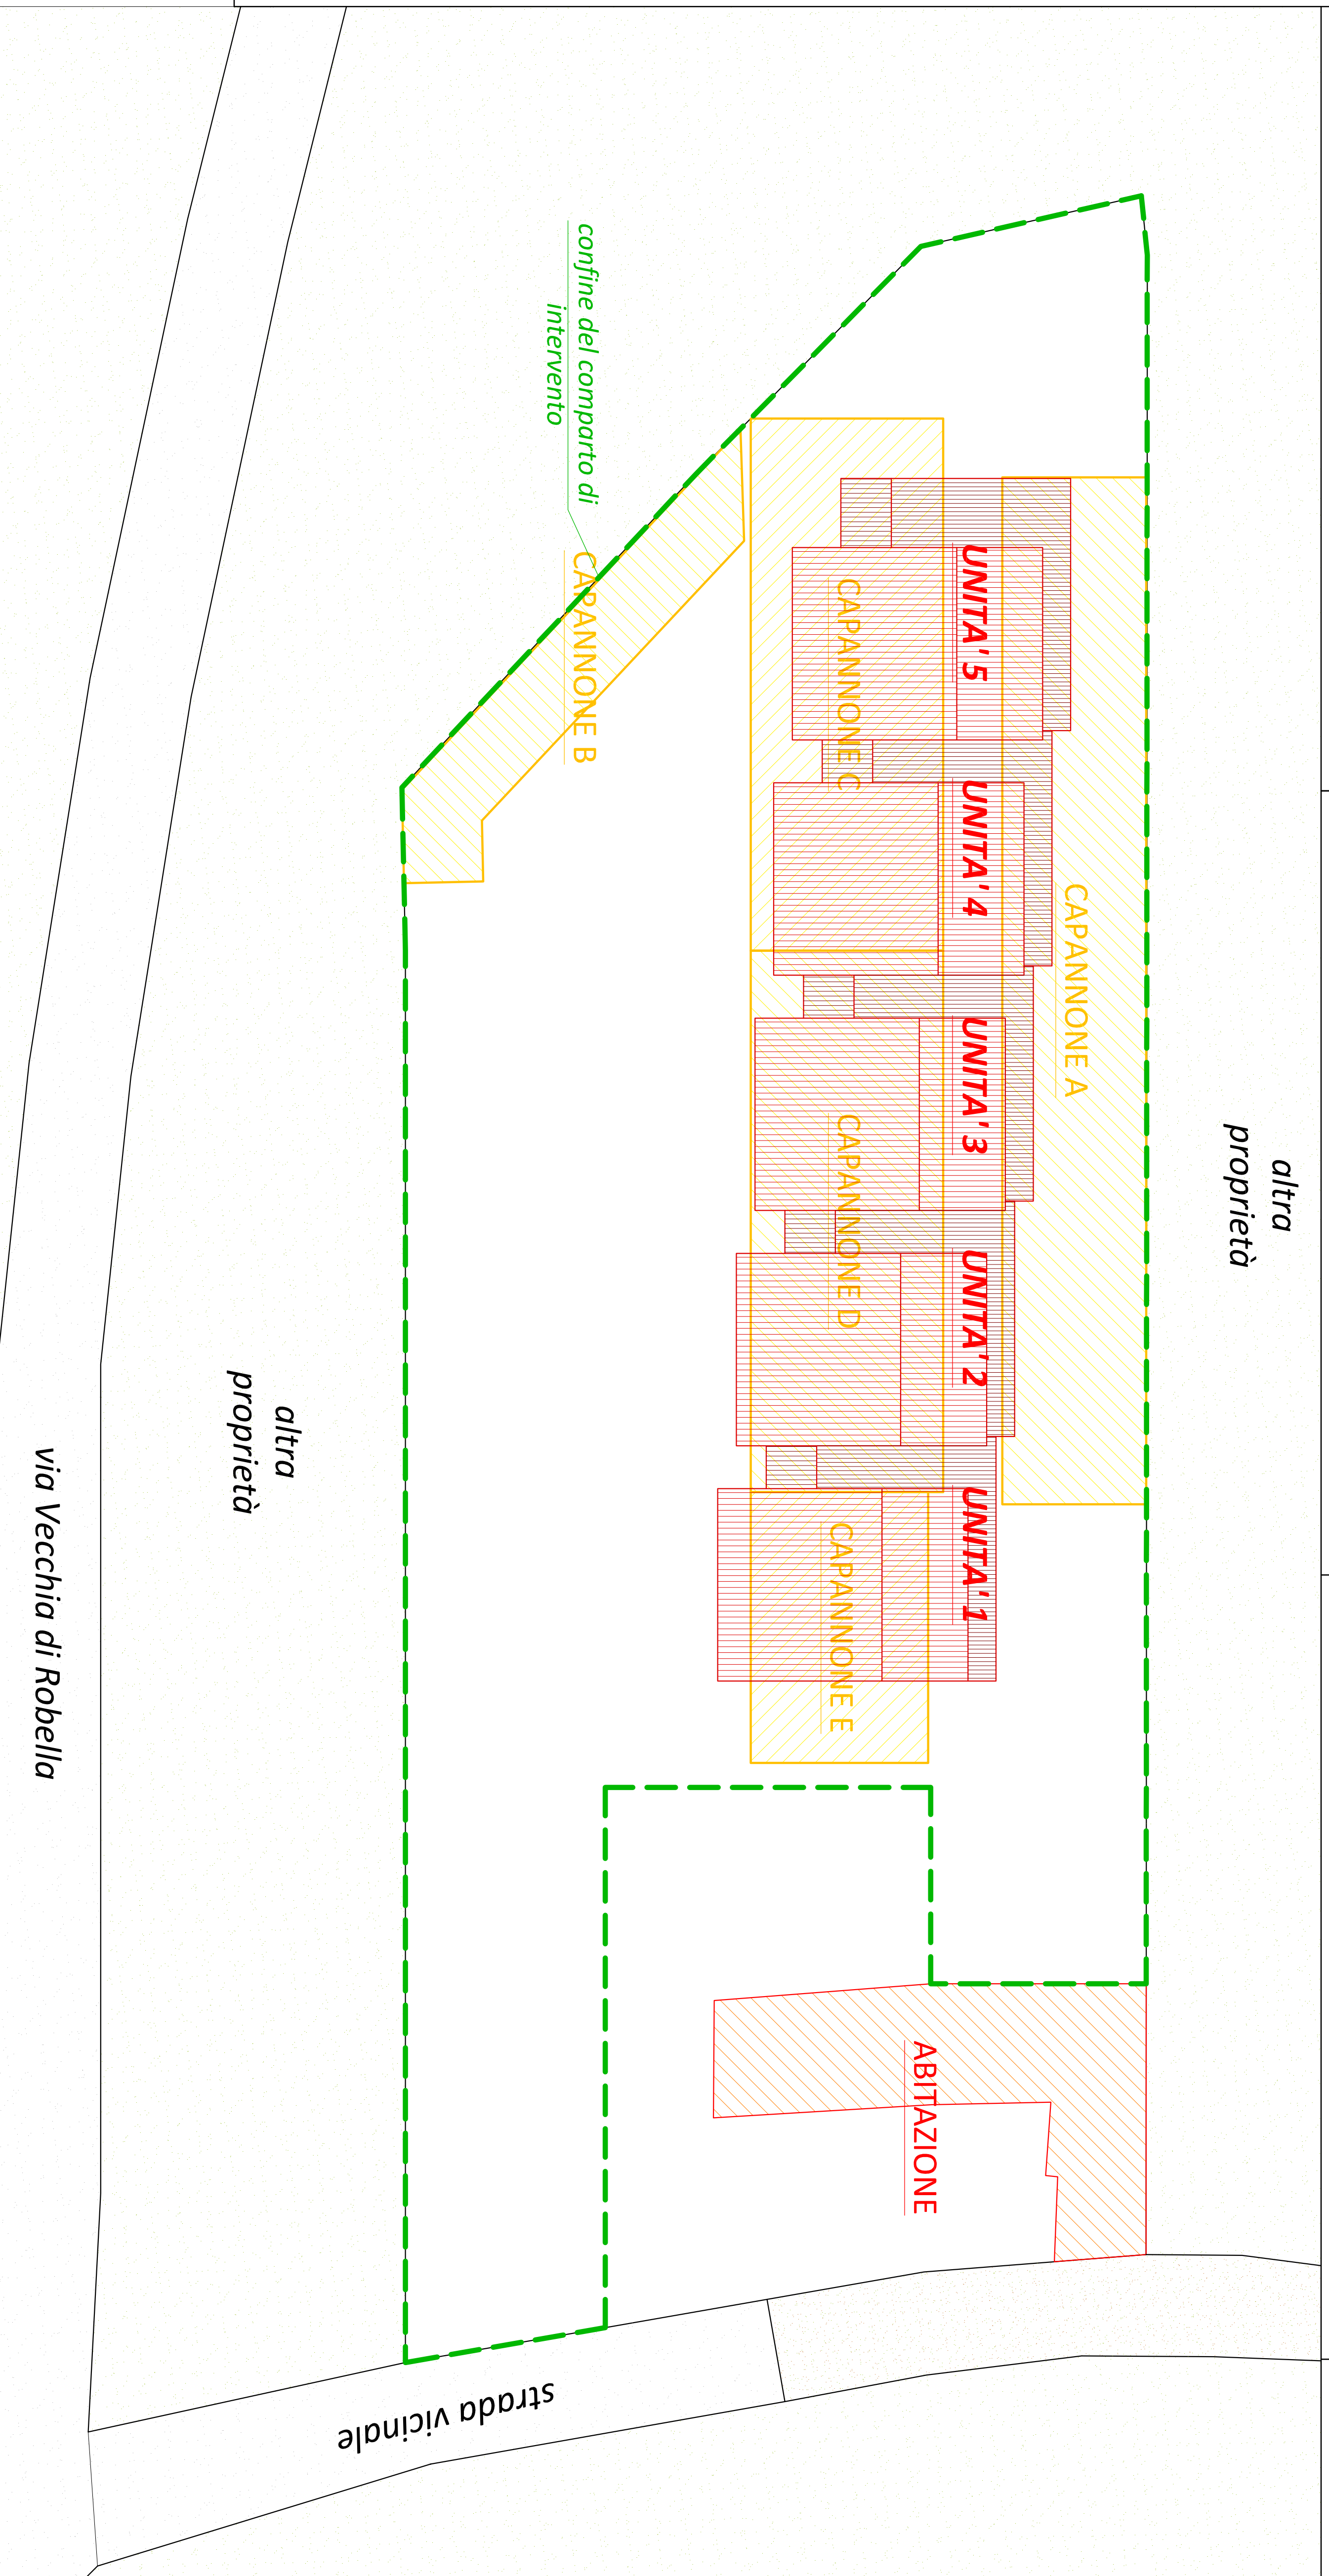 confine del comparto di
intervento
CAPANNONE B
CAPANNONE C
UNITA' 5
UNITA' 4
CAPANNONE A
UNITA' 3
CAPANNONE D
UNITA' 2
UNITA' 1
CAPANNONE E
altra
proprietà
altra
proprietà
via Vecchia di Robella
ABITAZIONE
strada vicinale